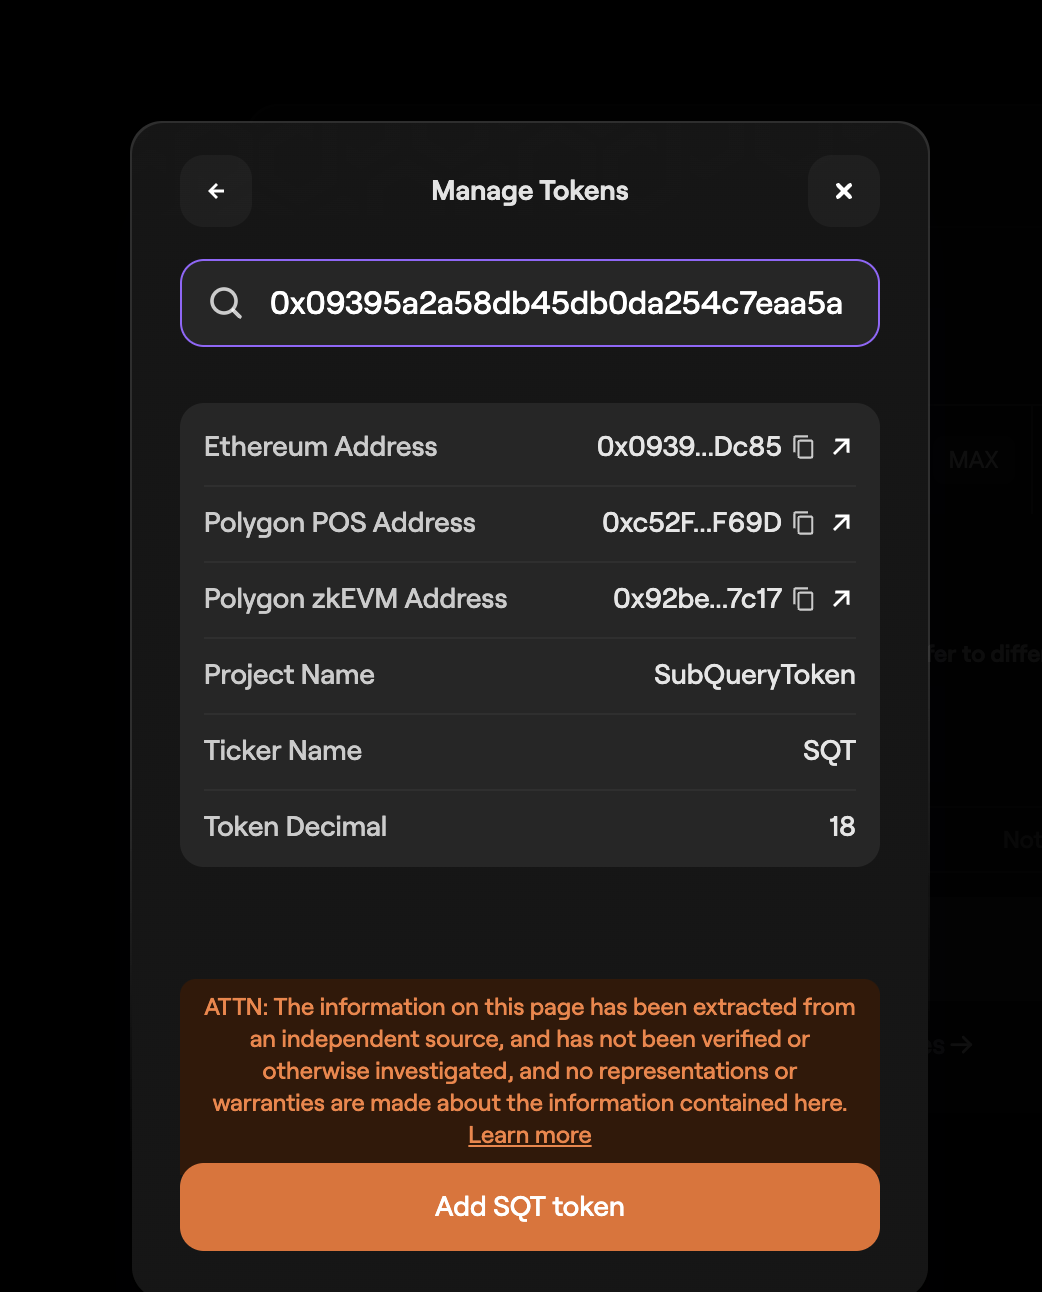 Manage Tokens
0x09395a2a58db45db0da254c7eaa5a
Ethereum Address 0x0939...Dc85
Polygon POS Address 0xc52F...F69D
MAX
Polygon zkEVM Address 0x92be...7c17
Project Name SubQueryToken
fer to diffe
Ticker Name SQT
Token Decimal 18
Not
ATTN: The information on this page has been extracted from
an independent source, and has not been verified or
otherwise investigated, and no representations or
warranties are made about the information contained here.
Learn more
Add SQT token